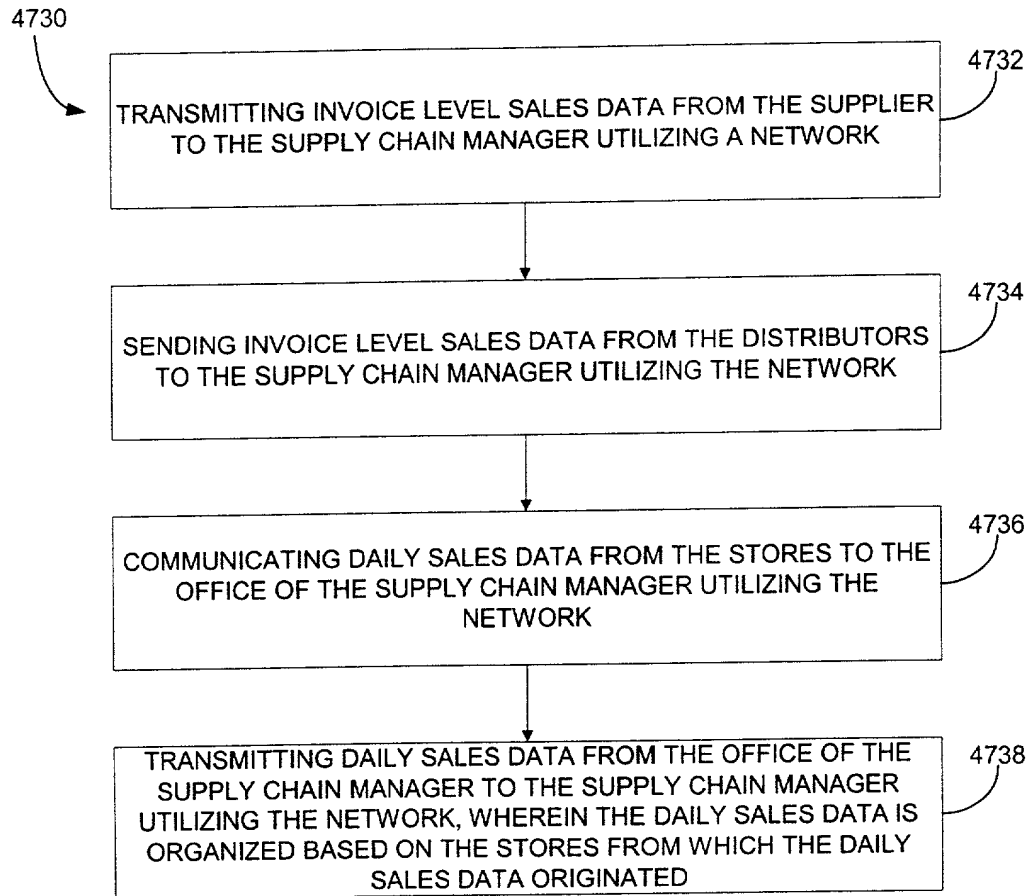 4730
4732
TRANSMITTING INVOICE LEVEL SALES DATA FROM THE SUPPLIER
TO THE SUPPLY CHAIN MANAGER UTILIZING A NETWORK
4734
SENDING INVOICE LEVEL SALES DATA FROM THE DISTRIBUTORS
TO THE SUPPLY CHAIN MANAGER UTILIZING THE NETWORK
4736
COMMUNICATING DAILY SALES DATA FROM THE STORES TO THE
OFFICE OF THE SUPPLY CHAIN MANAGER UTILIZING THE
NETWORK
4738
TRANSMITTING DAILY SALES DATA FROM THE OFFICE OF THE
SUPPLY CHAIN MANAGER TO THE SUPPLY CHAIN MANAGER
UTILIZING THE NETWORK, WHEREIN THE DAILY SALES DATA IS
ORGANIZED BASED ON THE STORES FROM WHICH THE DAILY
SALES DATA ORIGINATED